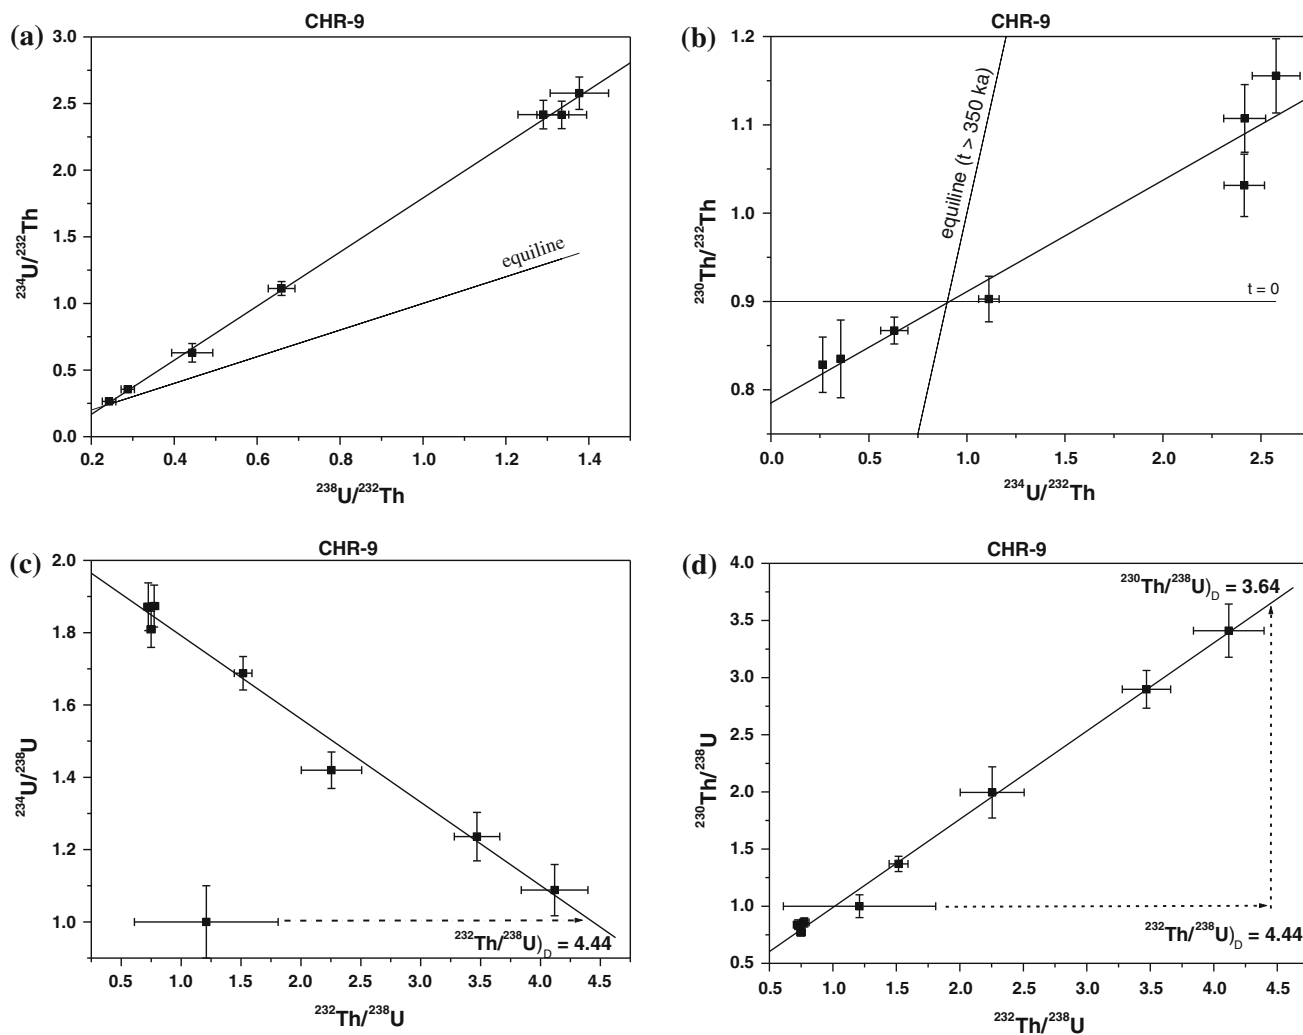 (a)
CHR-9
3.0
2.5
2.0
1.5
1.0
0.5
0.0
²³⁴U/²³²Th
equiline
0.2 0.4 0.6 0.8 1.0 1.2 1.4
²³⁸U/²³²Th
(b)
CHR-9
1.2
1.1
1.0
0.9
0.8
²³⁰Th/²³²Th
equiline (t > 350 ka)
t = 0
0.0 0.5 1.0 1.5 2.0 2.5
²³⁴U/²³²Th
(c)
CHR-9
2.0
1.8
1.6
1.4
1.2
1.0
²³⁴U/²³⁸U
²³²Th/²³⁸U)D = 4.44
0.5 1.0 1.5 2.0 2.5 3.0 3.5 4.0 4.5
²³²Th/²³⁸U
(d)
CHR-9
4.0
3.5
3.0
2.5
2.0
1.5
1.0
0.5
²³⁰Th/²³⁸U
²³⁰Th/²³⁸U)D = 3.64
²³²Th/²³⁸U)D = 4.44
0.5 1.0 1.5 2.0 2.5 3.0 3.5 4.0 4.5
²³²Th/²³⁸U